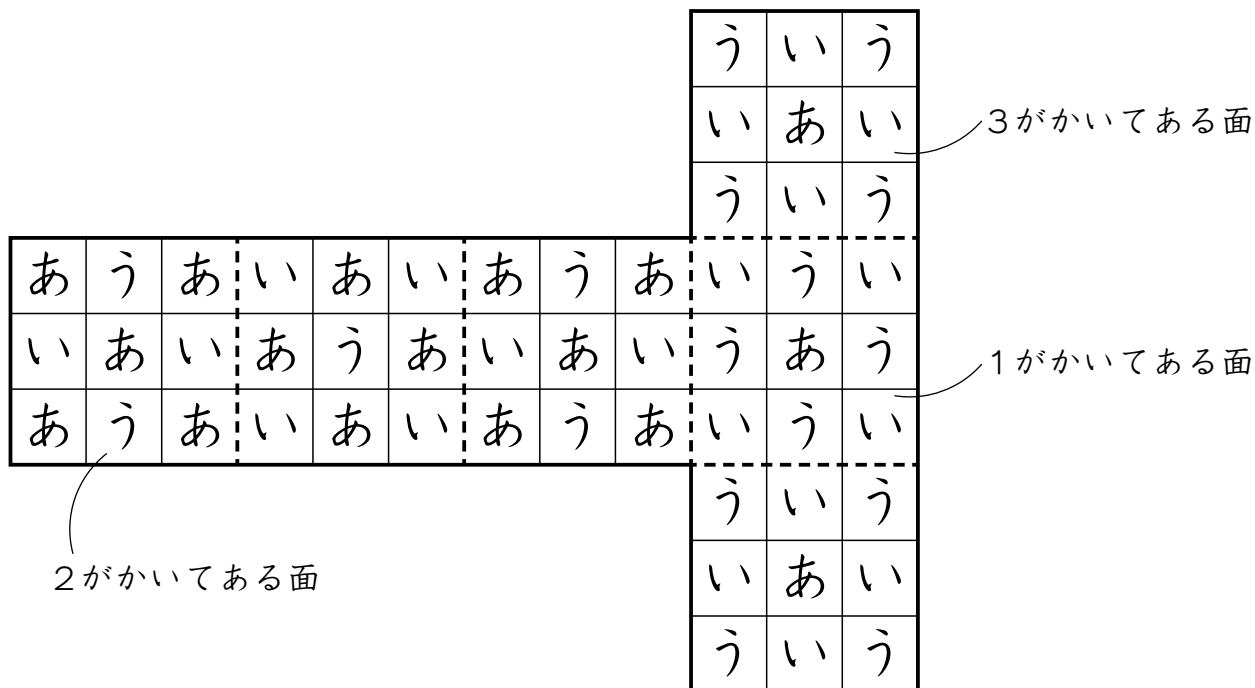 う い う
い あ い
3がかいてある面
う い う
あ う あ い あ い あ う あ い う い
い あ い あ う あ い あ い う あ う
1がかいてある面
あ う あ い あ い あ う あ い う い
う い う
2がかいてある面
い あ い
う い う